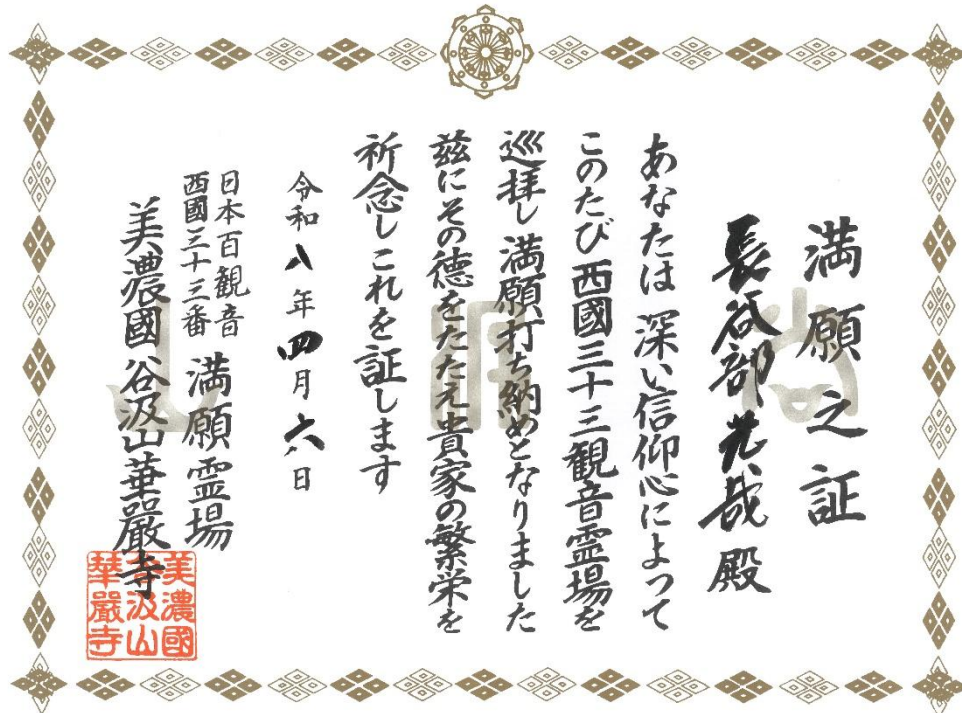 満願之証
長谷部光哉殿
あなたは深い信仰心によって
このたび西國三十三観音霊場を
巡拝し満願打ち納めとなりました
茲にその徳をたたえ貴家の繁栄を
祈念しこれを証します
令和八年四月六日
日本百観音
西國三十三番
満願霊場
美濃國谷汲山華厳寺
美濃國
谷汲山
華嚴寺